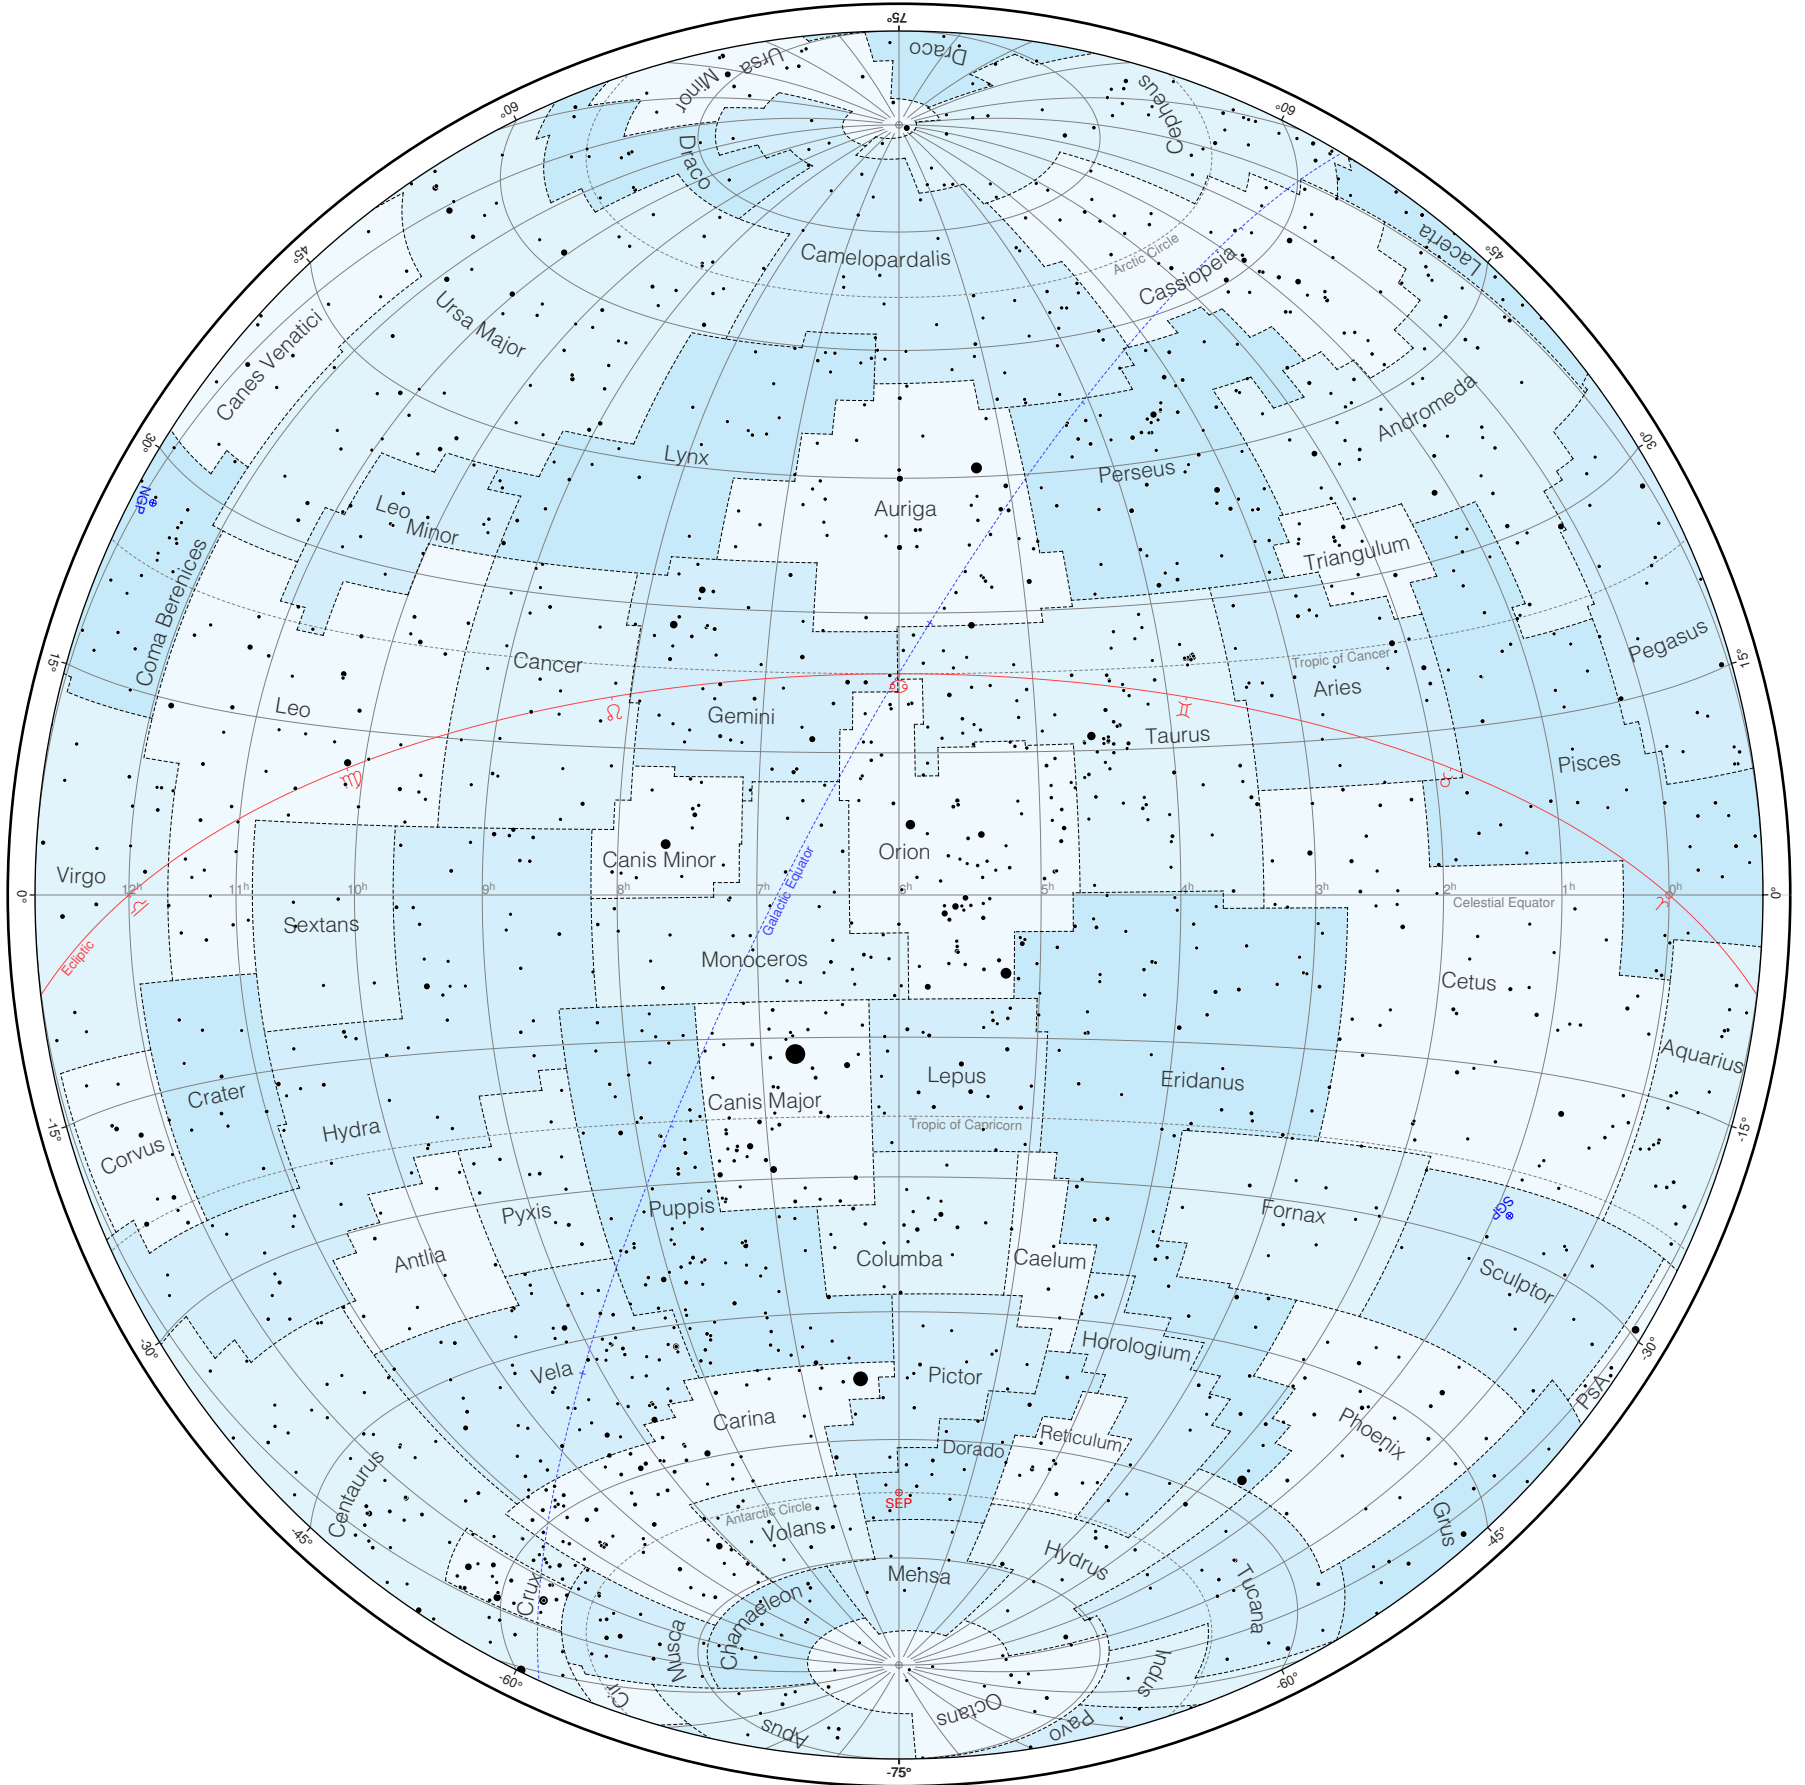 75°
Draco
Ursa
Minor
Cepheus
60°
60°
Draco
Camelopardalis
Arctic Circle
Cassiopeia
Lacerta
45°
45°
Ursa Major
Canes Venatici
Andromeda
30°
30°
Lynx
Perseus
NGP
Leo
Minor
Auriga
Triangulum
Coma Berenices
Pegasus
15°
15°
Cancer
Tropic of Cancer
Aries
♋
Leo
♌
Gemini
♊
Taurus
♍
Pisces
♉
Orion
Canis Minor
Virgo
Galactic Equator
0°
12h
11h
10h
9h
8h
7h
6h
5h
4h
3h
2h
1h
0h
0°
♎
♈
Celestial Equator
Sextans
Ecliptic
Monoceros
Cetus
Aquarius
Lepus
Eridanus
Crater
Canis Major
Tropic of Capricorn
-15°
-15°
Hydra
Corvus
SGP
Puppis
Pyxis
Fornax
Antlia
Columba
Caelum
Sculptor
-30°
-30°
Horologium
Vela
Pictor
PsA
Carina
Phoenix
Reticulum
Dorado
Centaurus
SEP
Antarctic Circle
Volans
Grus
-45°
-45°
Hydrus
Mensa
Crux
Chamaeleon
Tucana
Musca
Indus
-60°
-60°
Cir
Octans
Apus
Pavo
-75°